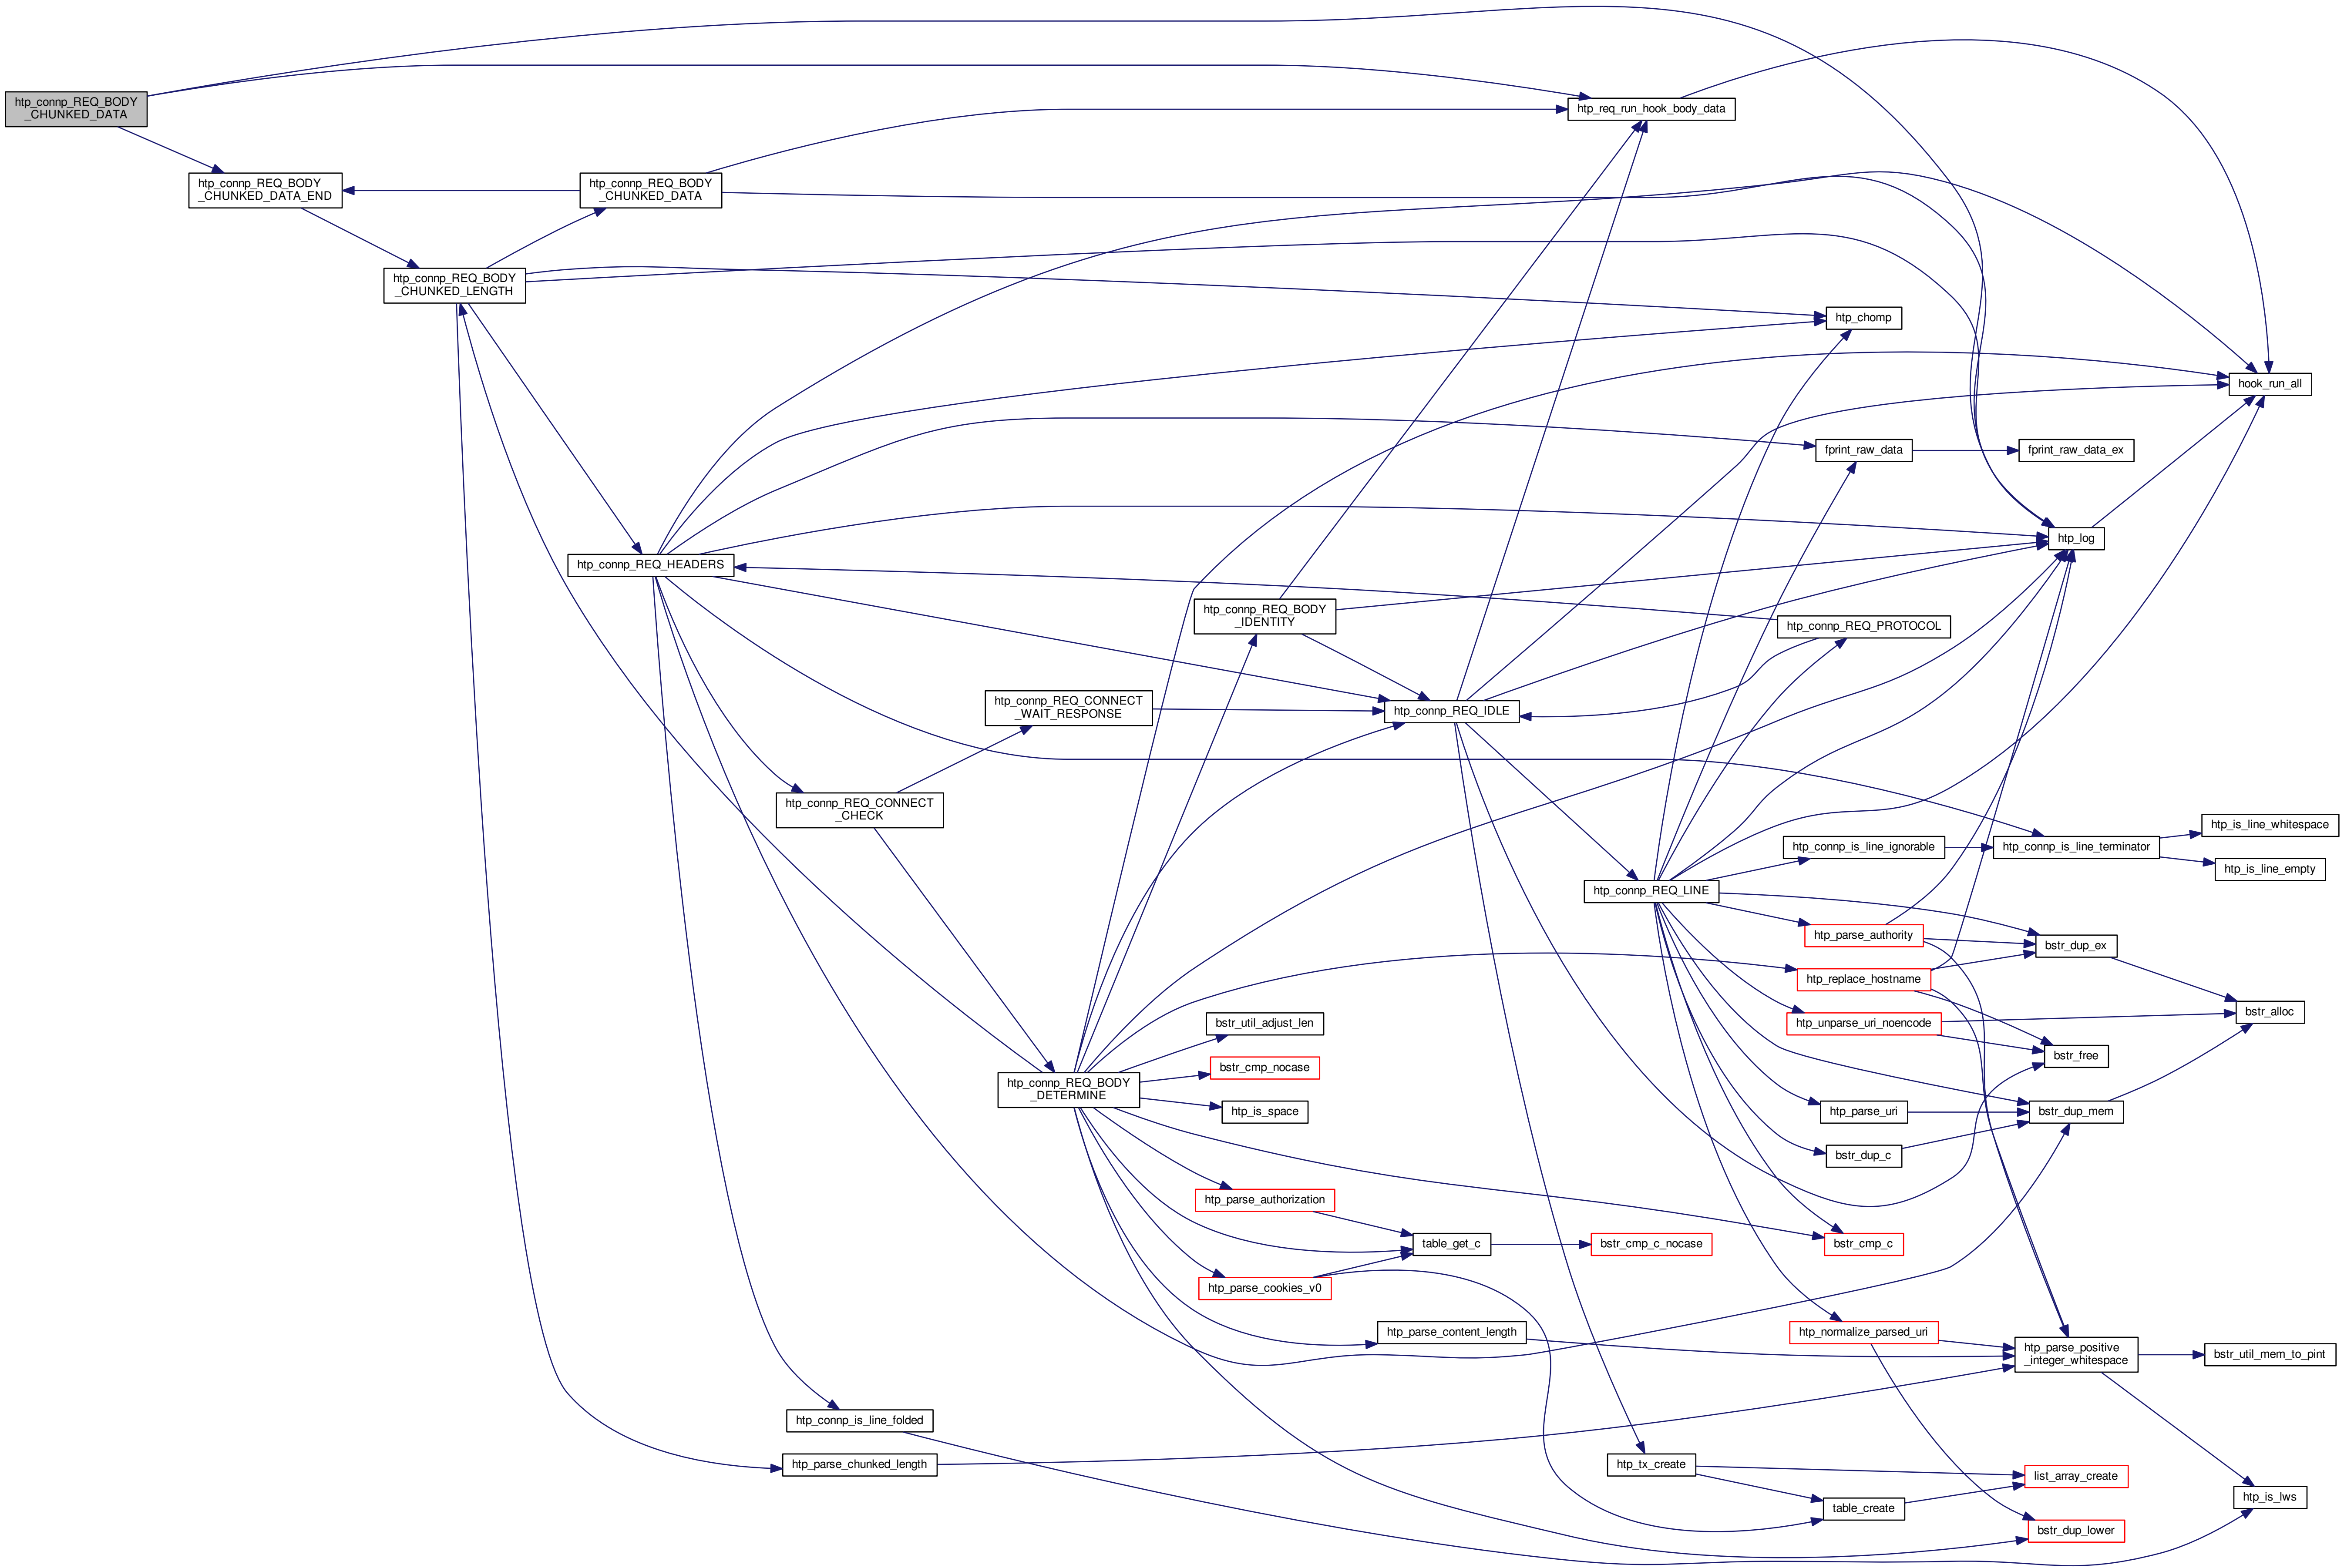 htp_connp_REQ_BODY
_CHUNKED_DATA
htp_req_run_hook_body_data
htp_connp_REQ_BODY
_CHUNKED_DATA_END
htp_connp_REQ_BODY
_CHUNKED_DATA
htp_connp_REQ_BODY
_CHUNKED_LENGTH
htp_chomp
hook_run_all
fprint_raw_data
fprint_raw_data_ex
htp_log
htp_connp_REQ_HEADERS
htp_connp_REQ_BODY
_IDENTITY
htp_connp_REQ_PROTOCOL
htp_connp_REQ_CONNECT
_WAIT_RESPONSE
htp_connp_REQ_IDLE
htp_connp_REQ_CONNECT
_CHECK
htp_is_line_whitespace
htp_connp_is_line_ignorable
htp_connp_is_line_terminator
htp_is_line_empty
htp_connp_REQ_LINE
htp_parse_authority
bstr_dup_ex
htp_replace_hostname
bstr_alloc
bstr_util_adjust_len
htp_unparse_uri_noencode
bstr_free
bstr_cmp_nocase
htp_connp_REQ_BODY
_DETERMINE
htp_is_space
htp_parse_uri
bstr_dup_mem
bstr_dup_c
htp_parse_authorization
table_get_c
bstr_cmp_c_nocase
bstr_cmp_c
htp_parse_cookies_v0
htp_parse_content_length
htp_normalize_parsed_uri
htp_parse_positive
_integer_whitespace
bstr_util_mem_to_pint
htp_connp_is_line_folded
htp_parse_chunked_length
htp_tx_create
list_array_create
htp_is_lws
table_create
bstr_dup_lower